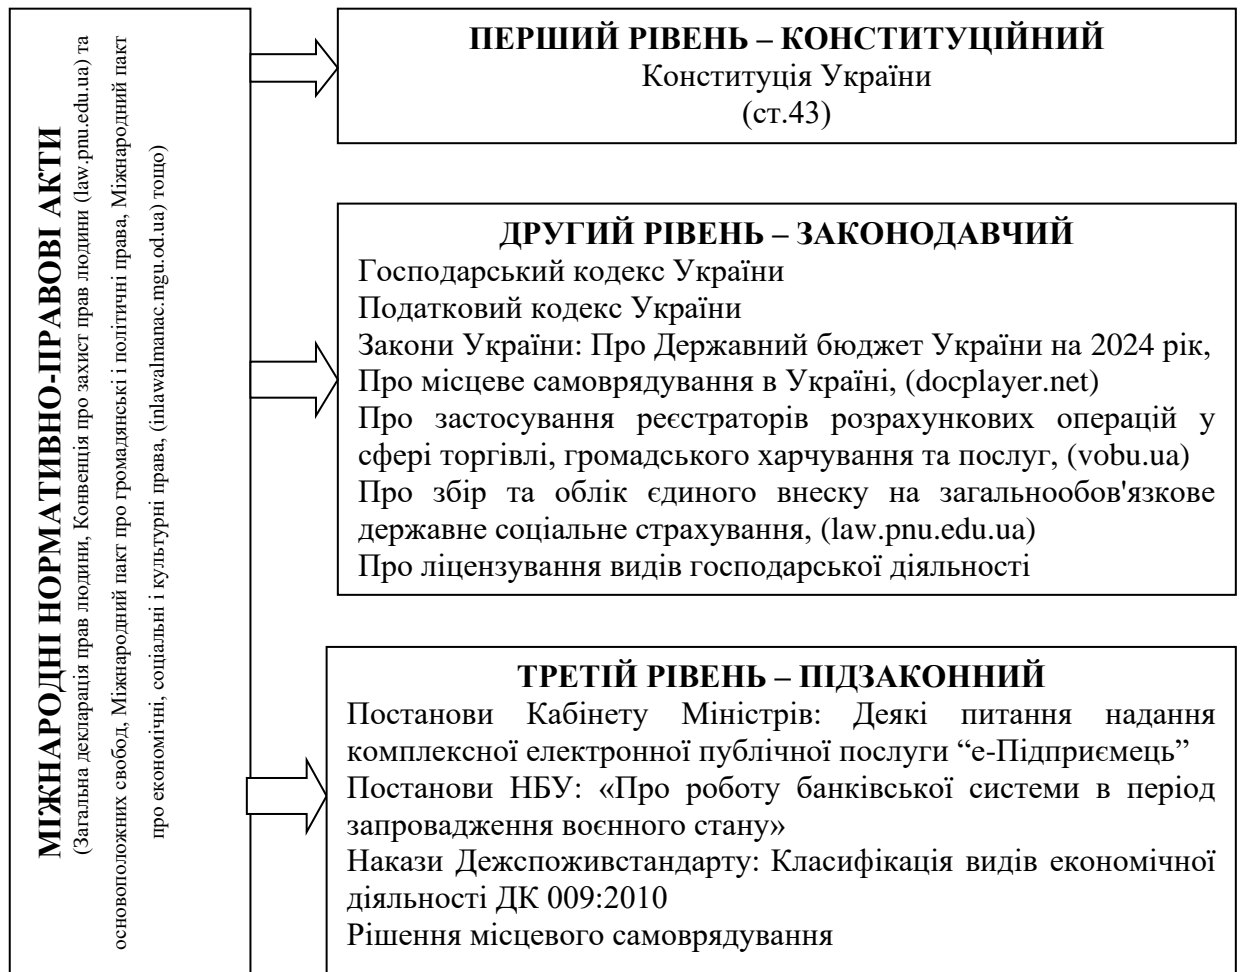 МІЖНАРОДНІ НОРМАТИВНО-ПРАВОВІ АКТИ
(Загальна декларація прав людини, Конвенція про захист прав людини (law.pnu.edu.ua) та
основоположних свобод, Міжнародний пакт про громадянські і політичні права, Міжнародний пакт
про економічні, соціальні і культурні права, (inlawalmanac.mgu.od.ua) тощо)
ПЕРШИЙ РІВЕНЬ – КОНСТИТУЦІЙНИЙ
Конституція України
(ст.43)
ДРУГИЙ РІВЕНЬ – ЗАКОНОДАВЧИЙ
Господарський кодекс України
Податковий кодекс України
Закони України: Про Державний бюджет України на 2024 рік,
Про місцеве самоврядування в Україні, (docplayer.net)
Про застосування реєстраторів розрахункових операцій у
сфері торгівлі, громадського харчування та послуг, (vobu.ua)
Про збір та облік єдиного внеску на загальнообов'язкове
державне соціальне страхування, (law.pnu.edu.ua)
Про ліцензування видів господарської діяльності
ТРЕТІЙ РІВЕНЬ – ПІДЗАКОННИЙ
Постанови Кабінету Міністрів: Деякі питання надання
комплексної електронної публічної послуги “е-Підприємець”
Постанови НБУ: «Про роботу банківської системи в період
запровадження воєнного стану»
Накази Дежспоживстандарту: Класифікація видів економічної
діяльності ДК 009:2010
Рішення місцевого самоврядування